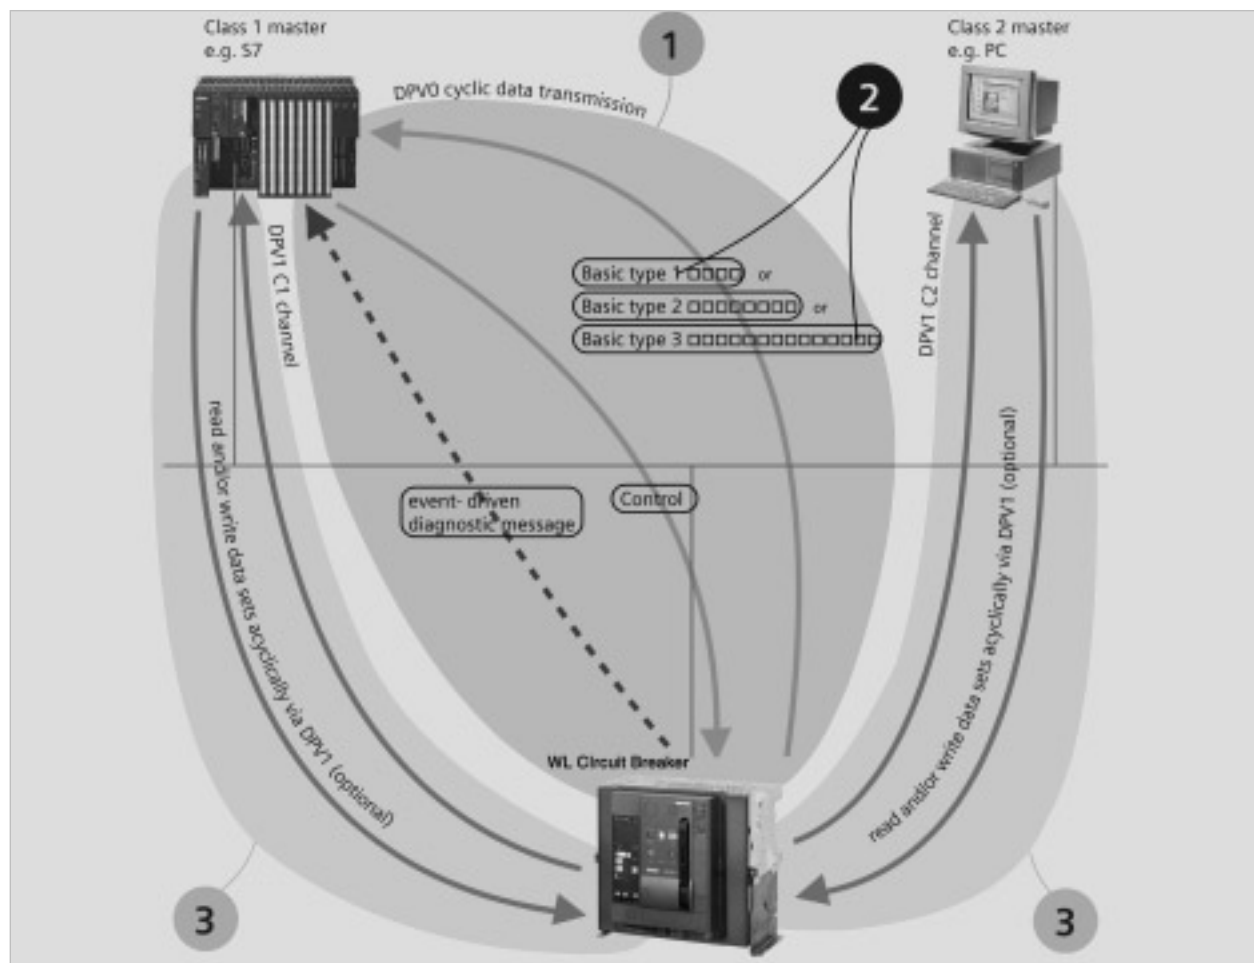 Class 1 master
e.g. S7
1
Class 2 master
e.g. PC
DPV0 cyclic data transmission
2
DPV1 C1 channel
DPV1 C2 channel
Basic type 1 or
Basic type 2 or
Basic type 3
read and/or write data sets acyclically via DPV1 (optional)
event- driven
diagnostic message
Control
read and/or write data sets acyclically via DPV1 (optional)
WL Circuit Breaker
3
3